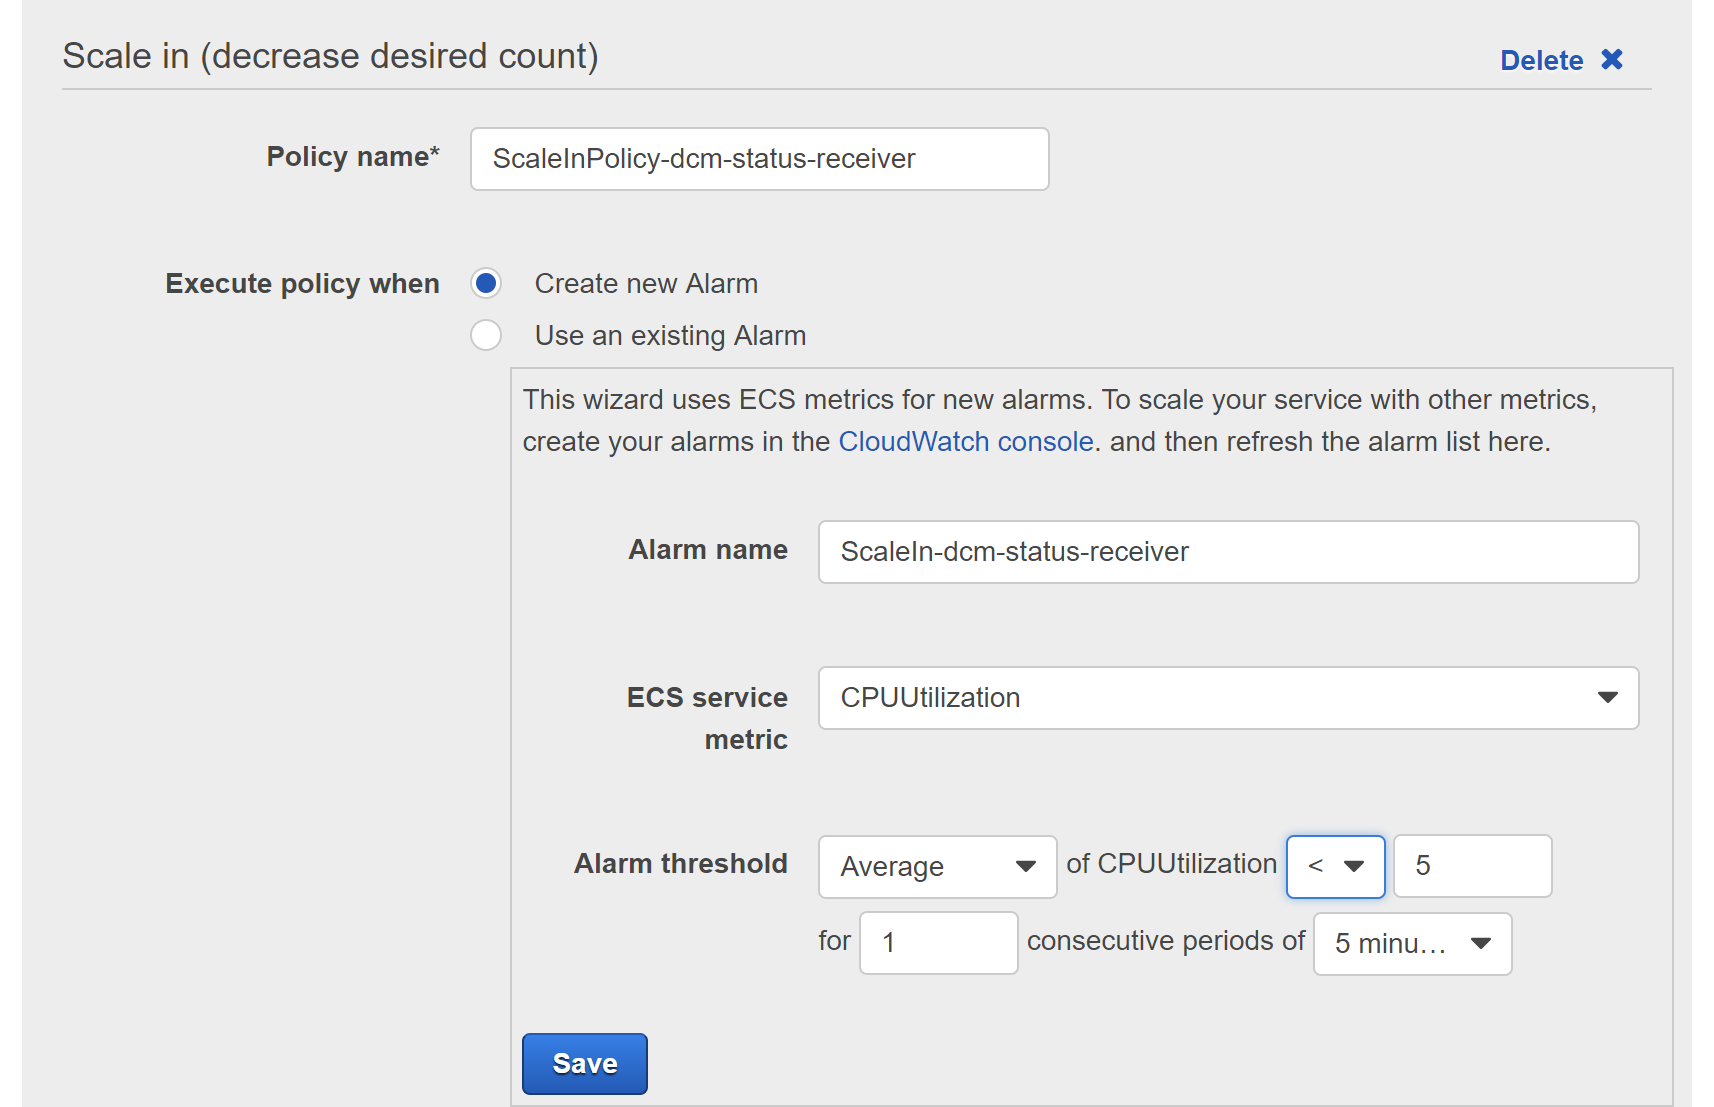 Scale in (decrease desired count)
Delete ✖
Policy name*
ScaleInPolicy-dcm-status-receiver
Execute policy when
Create new Alarm
Use an existing Alarm
This wizard uses ECS metrics for new alarms. To scale your service with other metrics,
create your alarms in the CloudWatch console. and then refresh the alarm list here.
Alarm name
ScaleIn-dcm-status-receiver
ECS service
metric
CPUUtilization
Alarm threshold
Average of CPUUtilization < 5
for 1 consecutive periods of 5 minu...
Save